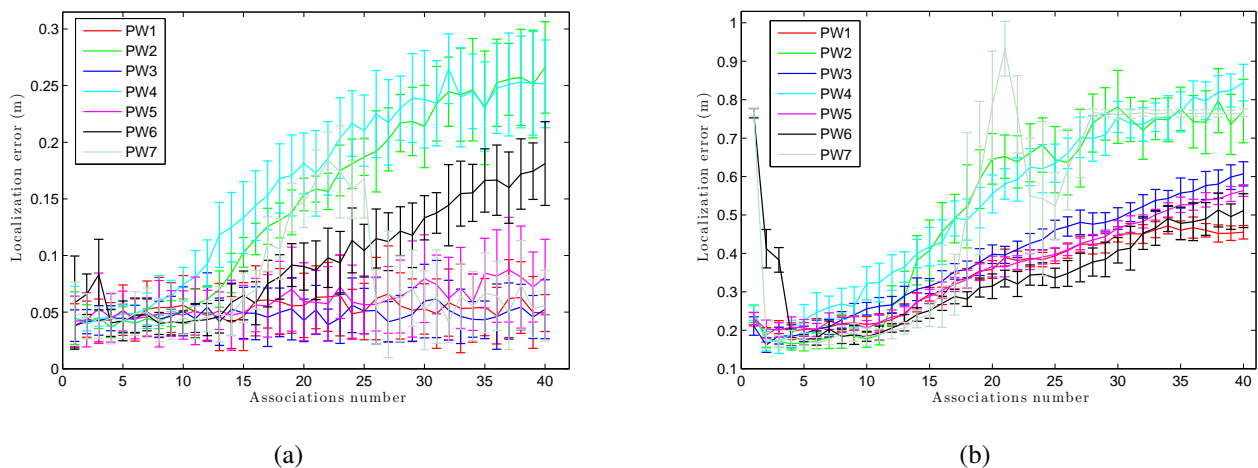 0.3
0.25
0.2
0.15
0.1
0.05
0
Localization error (m)
PW1
PW2
PW3
PW4
PW5
PW6
PW7
0 5 10 15 20 25 30 35 40
Associations number
(a)
1
0.9
0.8
0.7
0.6
0.5
0.4
0.3
0.2
0.1
Localization error (m)
PW1
PW2
PW3
PW4
PW5
PW6
PW7
0 5 10 15 20 25 30 35 40
Associations number
(b)